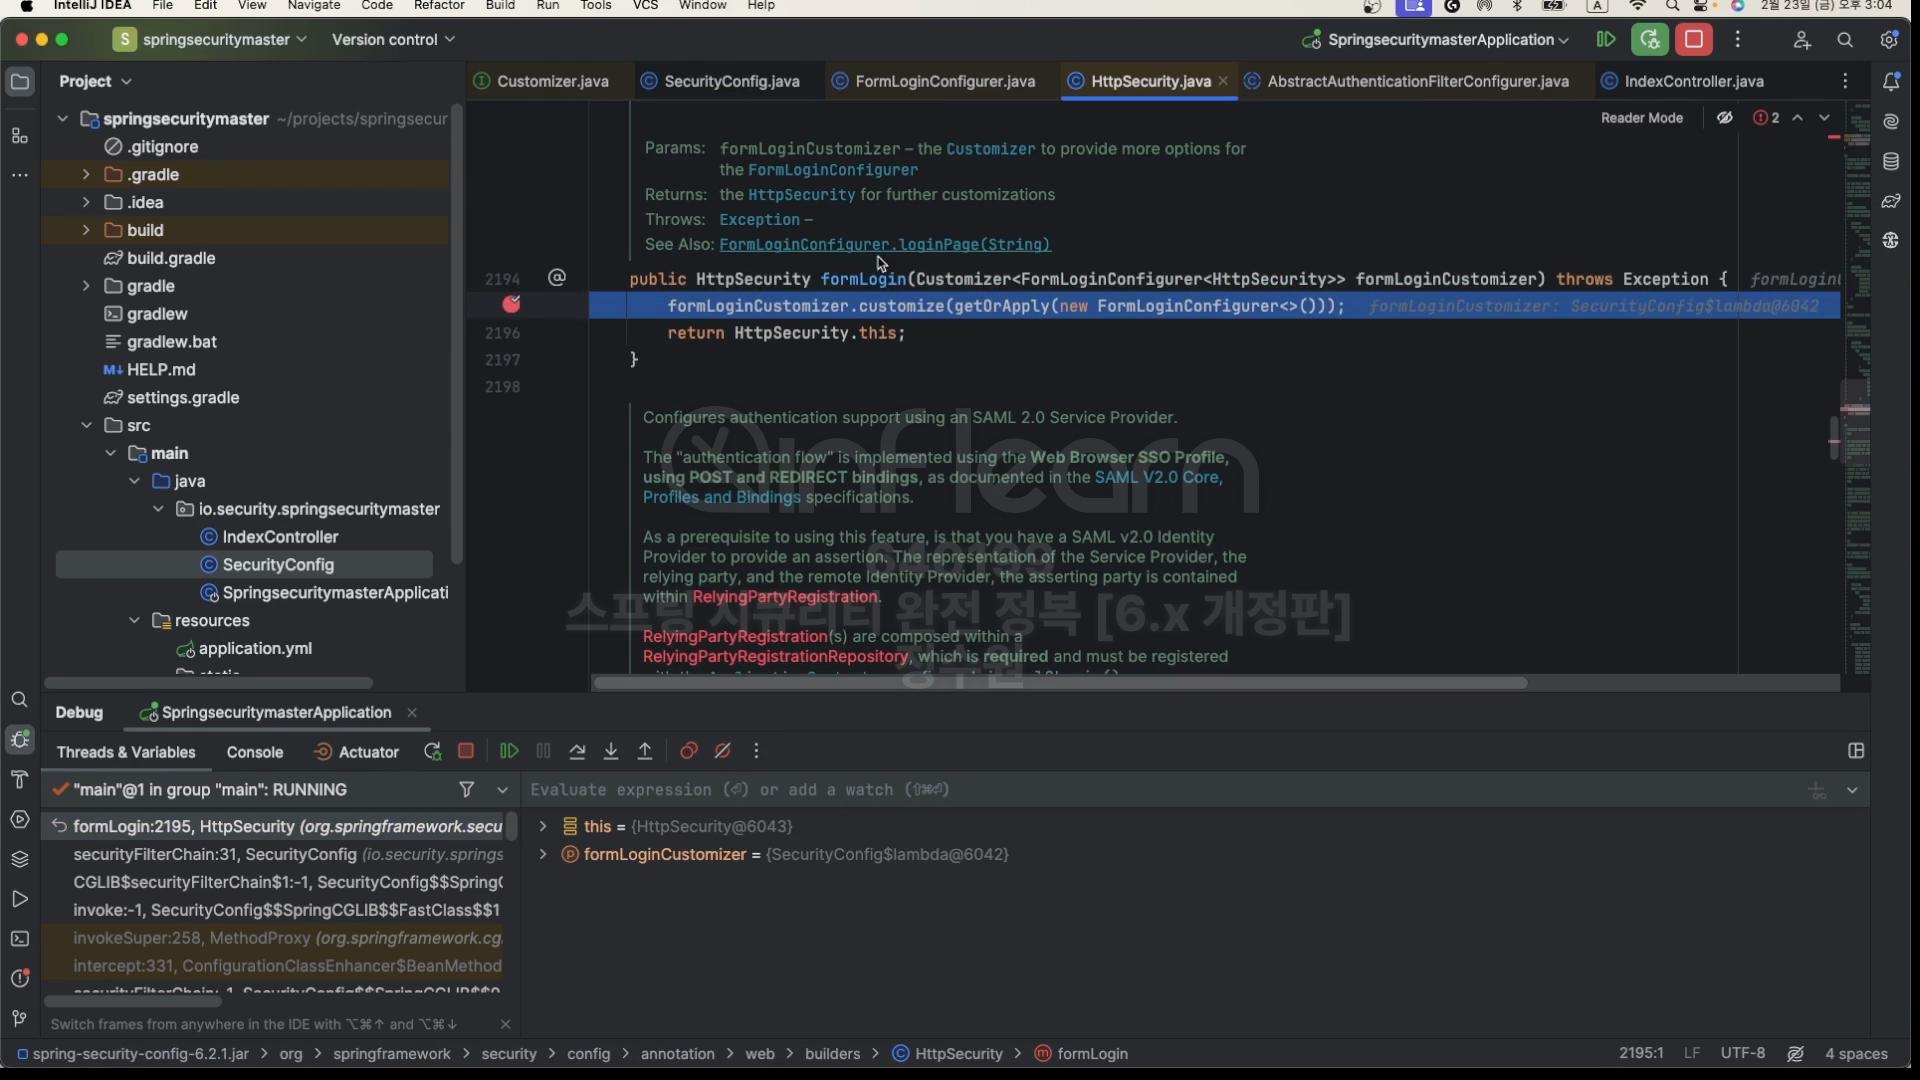 IntelliJ IDEA File Edit View Navigate Code Refactor Build Run Tools VCS Window Help A 2월 23일 (금) 오후 3:04
S springsecuritymaster Version control SpringsecuritymasterApplication
Project
Customizer.java SecurityConfig.java FormLoginConfigurer.java HttpSecurity.java AbstractAuthenticationFilterConfigurer.java IndexController.java
springsecuritymaster ~/projects/springsecur
.gitignore
.gradle
.idea
build
build.gradle
gradle
gradlew
gradlew.bat
HELP.md
settings.gradle
src
main
java
io.security.springsecuritymaster
IndexController
SecurityConfig
SpringsecuritymasterApplicati
resources
application.yml
Reader Mode 2
Params: formLoginCustomizer – the Customizer to provide more options for
the FormLoginConfigurer
Returns: the HttpSecurity for further customizations
Throws: Exception –
See Also: FormLoginConfigurer.loginPage(String)
2194 @ public HttpSecurity formLogin(Customizer<FormLoginConfigurer<HttpSecurity>> formLoginCustomizer) throws Exception {
formLoginCustomizer.customize(getOrApply(new FormLoginConfigurer<>())); formLoginCustomizer: SecurityConfig$lambda@6042
2196 return HttpSecurity.this;
2197 }
2198
Configures authentication support using an SAML 2.0 Service Provider.
The "authentication flow" is implemented using the Web Browser SSO Profile,
using POST and REDIRECT bindings, as documented in the SAML V2.0 Core,
Profiles and Bindings specifications.
As a prerequisite to using this feature, is that you have a SAML v2.0 Identity
Provider to provide an assertion. The representation of the Service Provider, the
relying party, and the remote Identity Provider, the asserting party is contained
within RelyingPartyRegistration.
RelyingPartyRegistration(s) are composed within a
RelyingPartyRegistrationRepository, which is required and must be registered
inflearn
640199
스프링 시큐리티 완전 정복 [6.x 개정판]
정수원
Debug SpringsecuritymasterApplication
Threads & Variables Console Actuator
"main"@1 in group "main": RUNNING
Evaluate expression (⏎) or add a watch (⇧⌘⏎)
formLogin:2195, HttpSecurity (org.springframework.secu
securityFilterChain:31, SecurityConfig (io.security.springs
CGLIB$securityFilterChain$1:-1, SecurityConfig$$SpringC
invoke:-1, SecurityConfig$$SpringCGLIB$$FastClass$$1
invokeSuper:258, MethodProxy (org.springframework.cg
intercept:331, ConfigurationClassEnhancer$BeanMethod
securityFilterChain:-1, SecurityConfig$$SpringCGLIB$$0
this = {HttpSecurity@6043}
formLoginCustomizer = {SecurityConfig$lambda@6042}
Switch frames from anywhere in the IDE with ⌥⌘↑ and ⌥⌘↓
spring-security-config-6.2.1.jar > org > springframework > security > config > annotation > web > builders > HttpSecurity > formLogin 2195:1 LF UTF-8 4 spaces